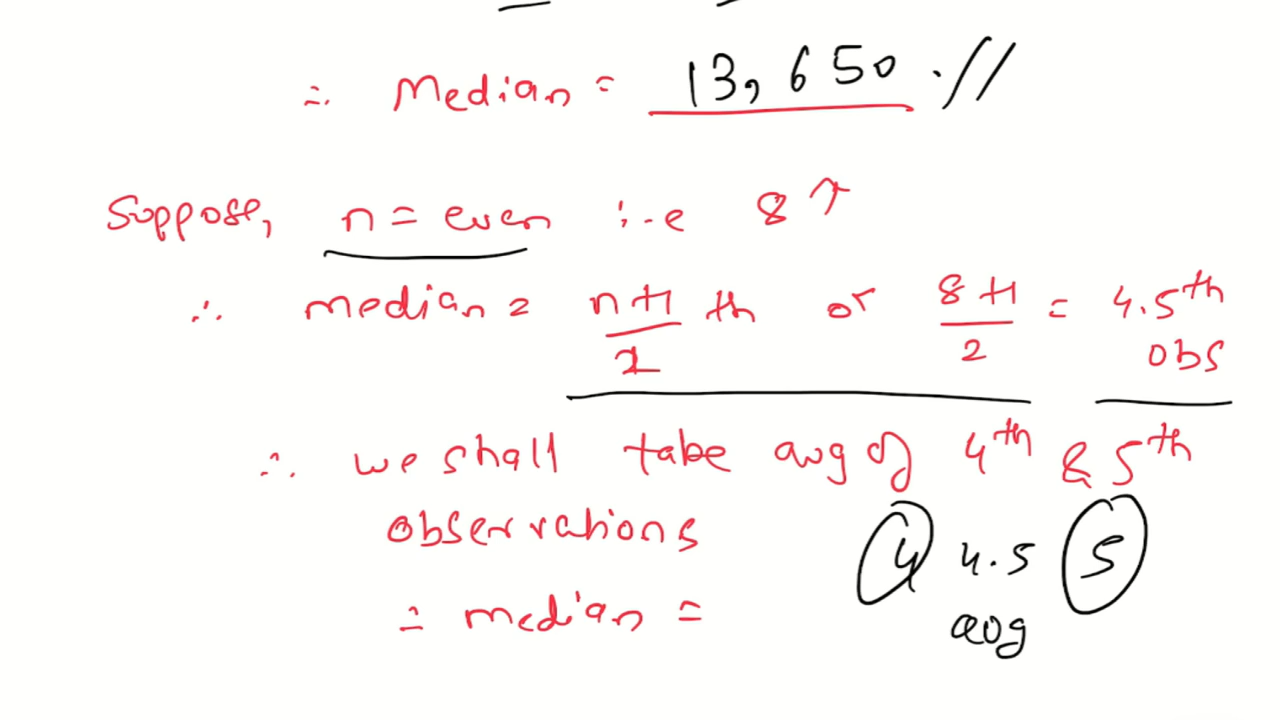 ∴ Median = 13,650.//
Suppose, n = even i.e 8 ↑
∴ median = n+1/2 th or 8+1/2 = 4.5th obs
∴ we shall take avg of 4th & 5th
observations
4 4.5 5
avg
∴ median =